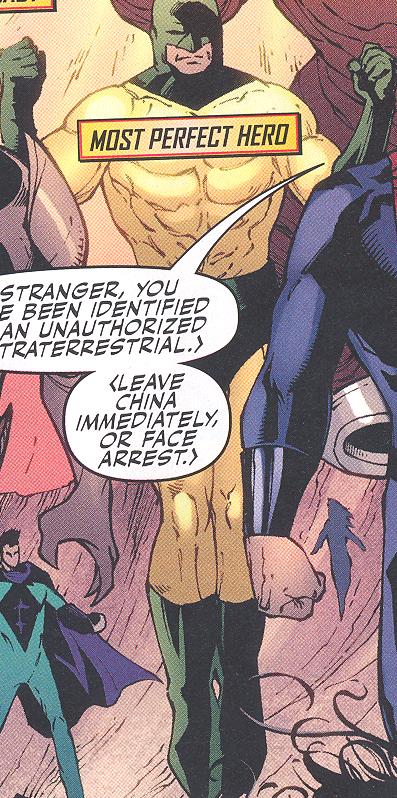 MOST PERFECT HERO
STRANGER, YOU
E BEEN IDENTIFIED
AN UNAUTHORIZED
TRATERRESTRIAL.>
<LEAVE
CHINA
IMMEDIATELY,
OR FACE
ARREST.>